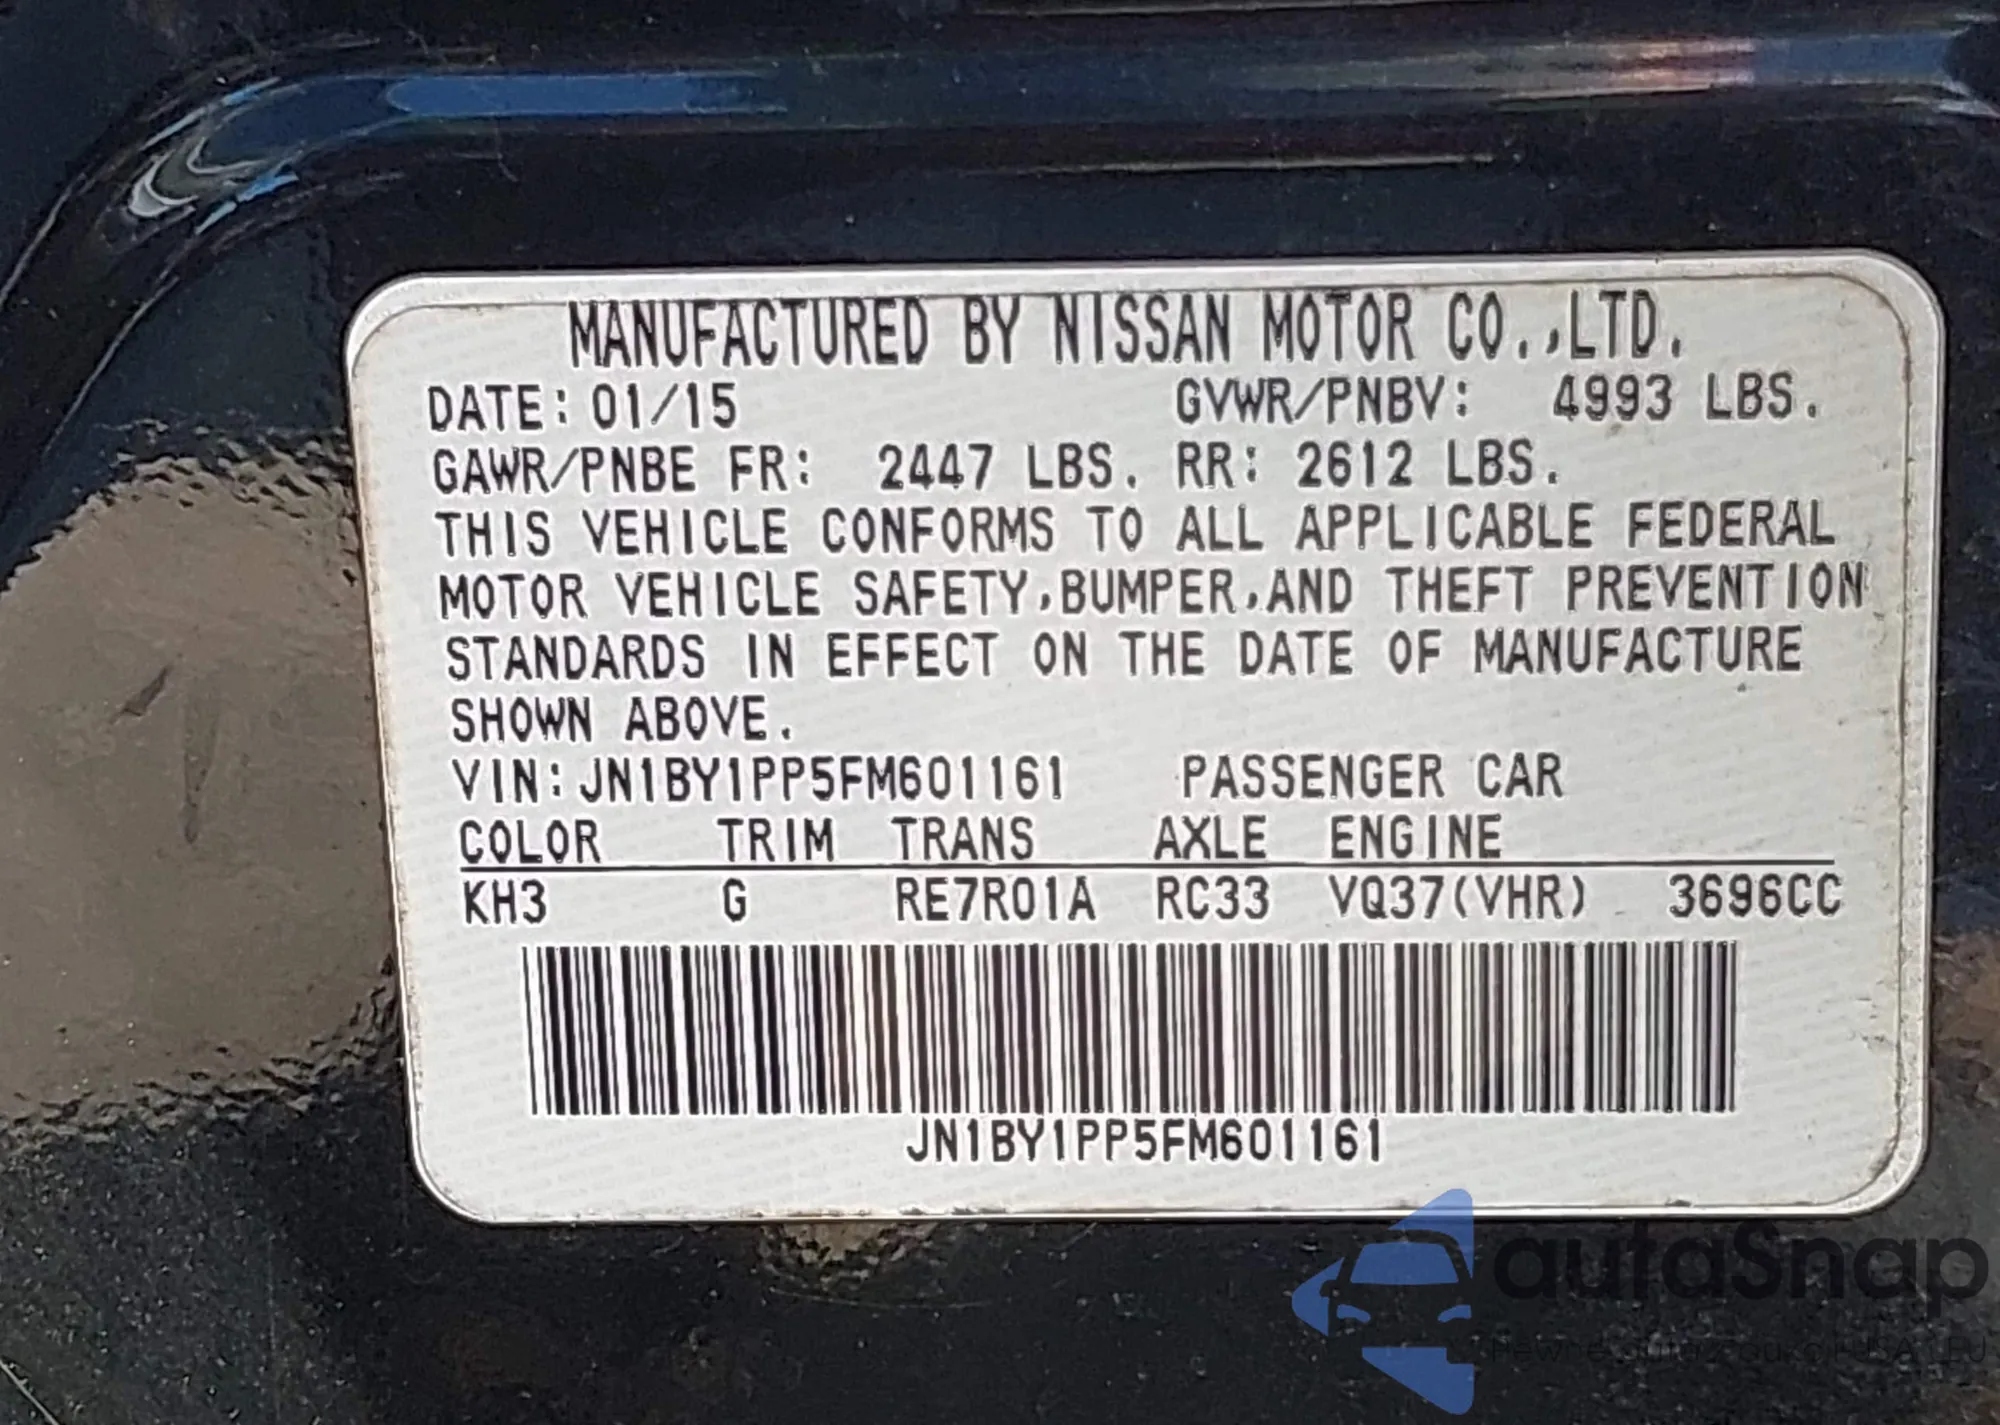 MANUFACTURED BY NISSAN MOTOR CO.,LTD.
DATE: 01/15 GVWR/PNBV: 4993 LBS.
GAWR/PNBE FR: 2447 LBS. RR: 2612 LBS.
THIS VEHICLE CONFORMS TO ALL APPLICABLE FEDERAL
MOTOR VEHICLE SAFETY,BUMPER,AND THEFT PREVENTION
STANDARDS IN EFFECT ON THE DATE OF MANUFACTURE
SHOWN ABOVE.
VIN: JN1BY1PP5FM601161 PASSENGER CAR
COLOR TRIM TRANS AXLE ENGINE
KH3 G RE7R01A RC33 VQ37(VHR) 3696CC
JN1BY1PP5FM601161
autaSnap